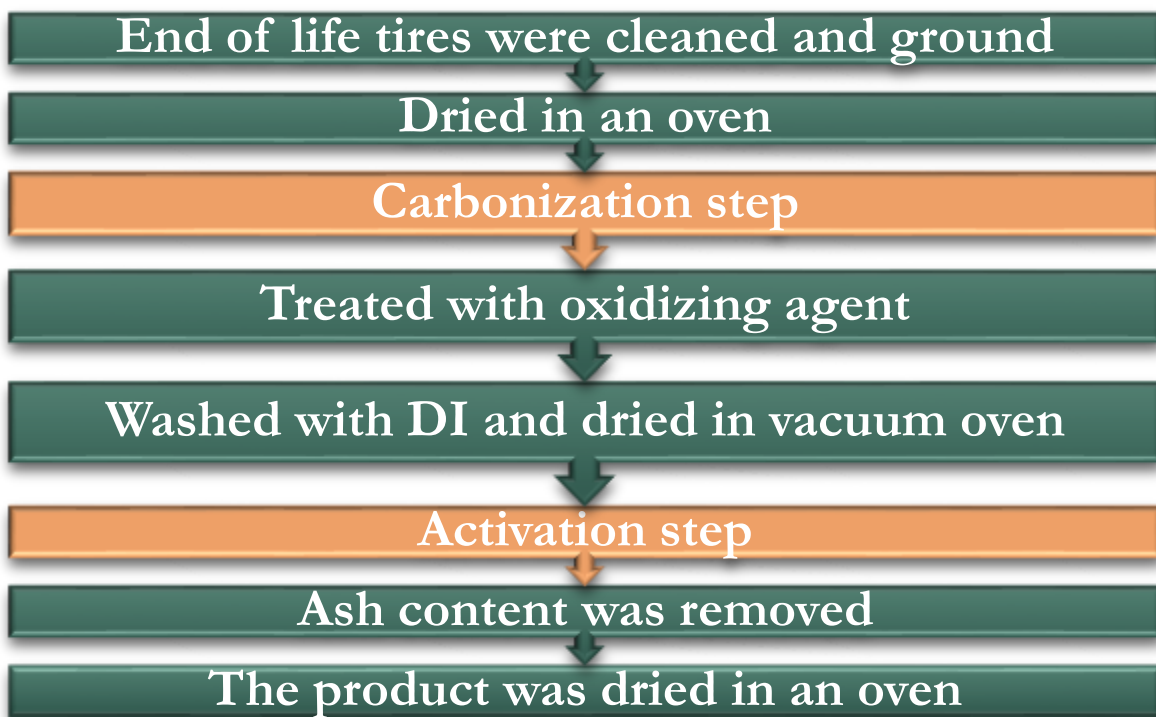 End of life tires were cleaned and ground
Dried in an oven
Carbonization step
Treated with oxidizing agent
Washed with DI and dried in vacuum oven
Activation step
Ash content was removed
The product was dried in an oven